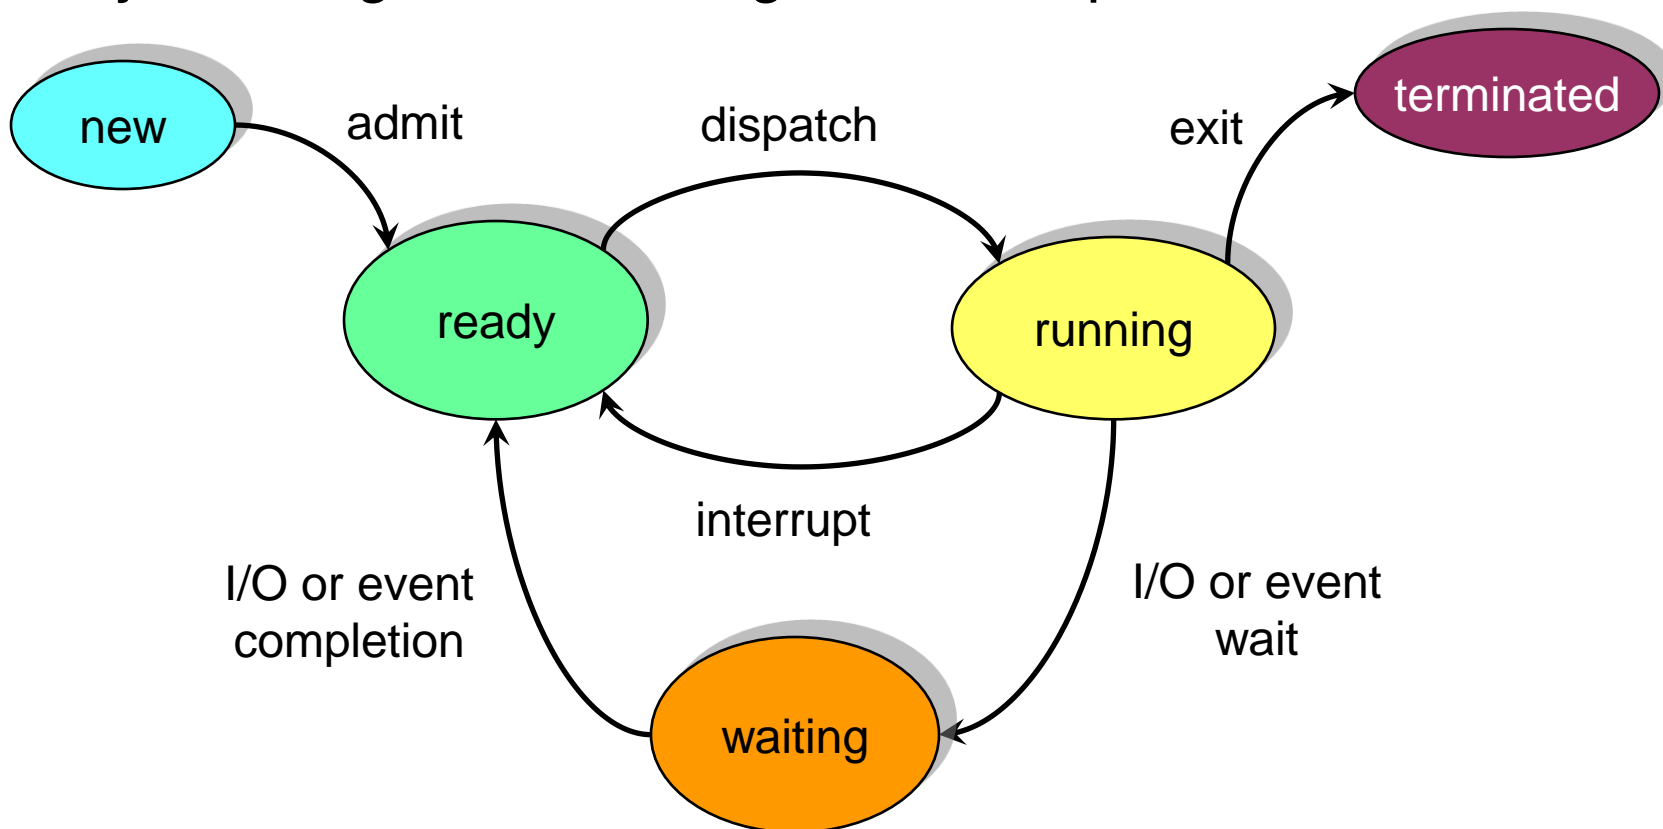 new
admit
dispatch
exit
terminated
ready
running
interrupt
I/O or event
completion
I/O or event
wait
waiting